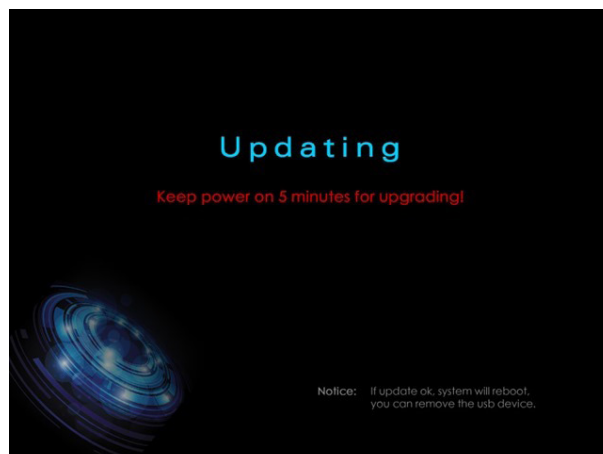 Updating
Keep power on 5 minutes for upgrading!
Notice: If update ok, system will reboot,
you can remove the usb device.